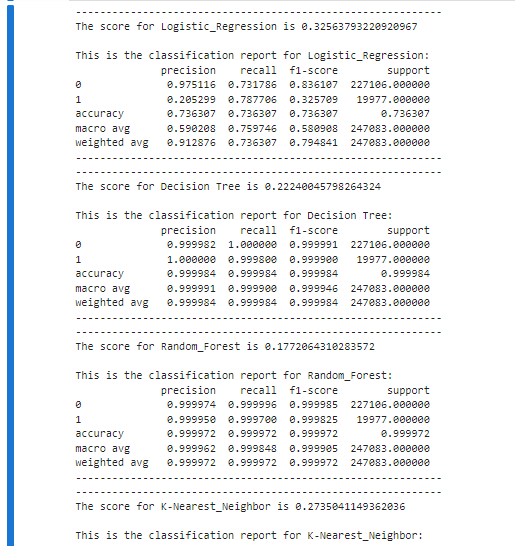 ------------------------------------------------------------
The score for Logistic_Regression is 0.32563793220920967
This is the classification report for Logistic_Regression:
precision recall f1-score support
0 0.975116 0.731786 0.836107 227106.000000
1 0.205299 0.787706 0.325709 19977.000000
accuracy 0.736307 0.736307 0.736307 0.736307
macro avg 0.590208 0.759746 0.580908 247083.000000
weighted avg 0.912876 0.736307 0.794841 247083.000000
------------------------------------------------------------
------------------------------------------------------------
The score for Decision Tree is 0.22240045798264324
This is the classification report for Decision Tree:
precision recall f1-score support
0 0.999982 1.000000 0.999991 227106.000000
1 1.000000 0.999800 0.999900 19977.000000
accuracy 0.999984 0.999984 0.999984 0.999984
macro avg 0.999991 0.999900 0.999946 247083.000000
weighted avg 0.999984 0.999984 0.999984 247083.000000
------------------------------------------------------------
------------------------------------------------------------
The score for Random_Forest is 0.1772064310283572
This is the classification report for Random_Forest:
precision recall f1-score support
0 0.999974 0.999996 0.999985 227106.000000
1 0.999950 0.999700 0.999825 19977.000000
accuracy 0.999972 0.999972 0.999972 0.999972
macro avg 0.999962 0.999848 0.999905 247083.000000
weighted avg 0.999972 0.999972 0.999972 247083.000000
------------------------------------------------------------
------------------------------------------------------------
The score for K-Nearest_Neighbor is 0.2735041149362036
This is the classification report for K-Nearest_Neighbor: